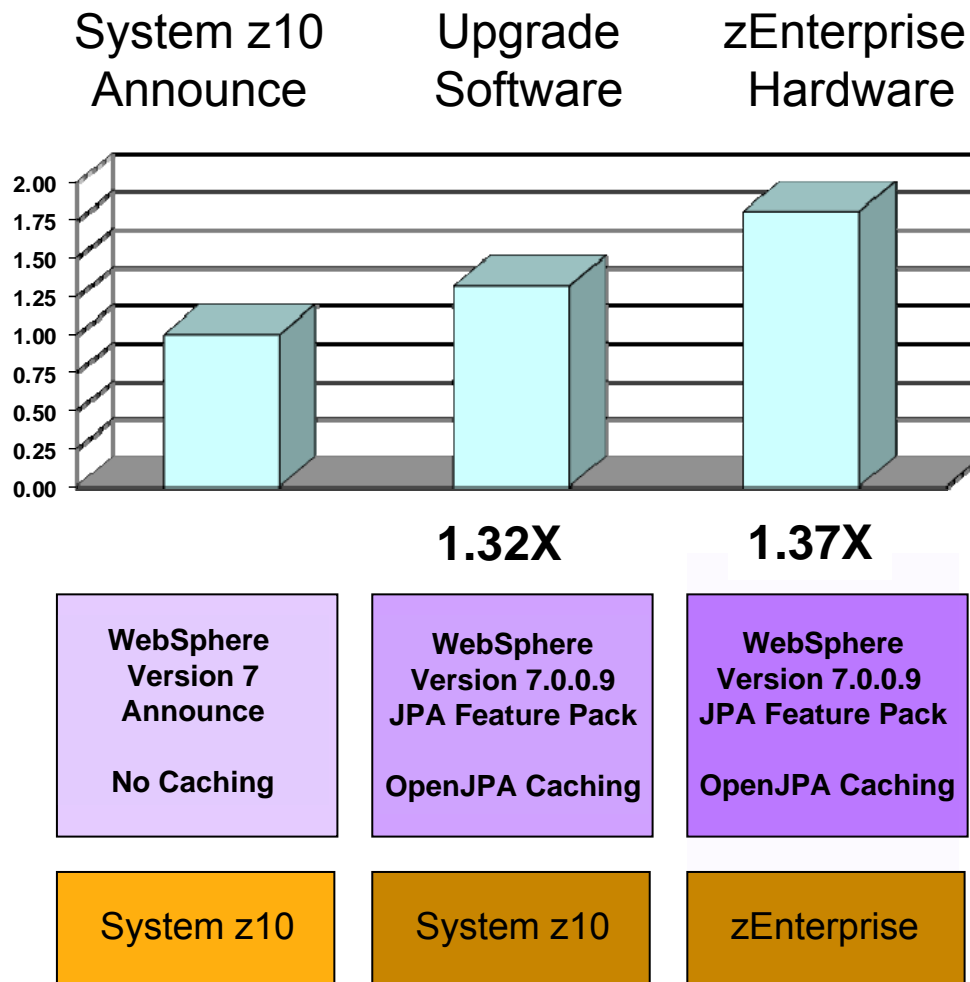 System z10
Announce
Upgrade
Software
zEnterprise
Hardware
2.00
1.75
1.50
1.25
1.00
0.75
0.50
0.25
0.00
1.32X
1.37X
WebSphere
Version 7
Announce
No Caching
WebSphere
Version 7.0.0.9
JPA Feature Pack
OpenJPA Caching
WebSphere
Version 7.0.0.9
JPA Feature Pack
OpenJPA Caching
System z10
System z10
zEnterprise